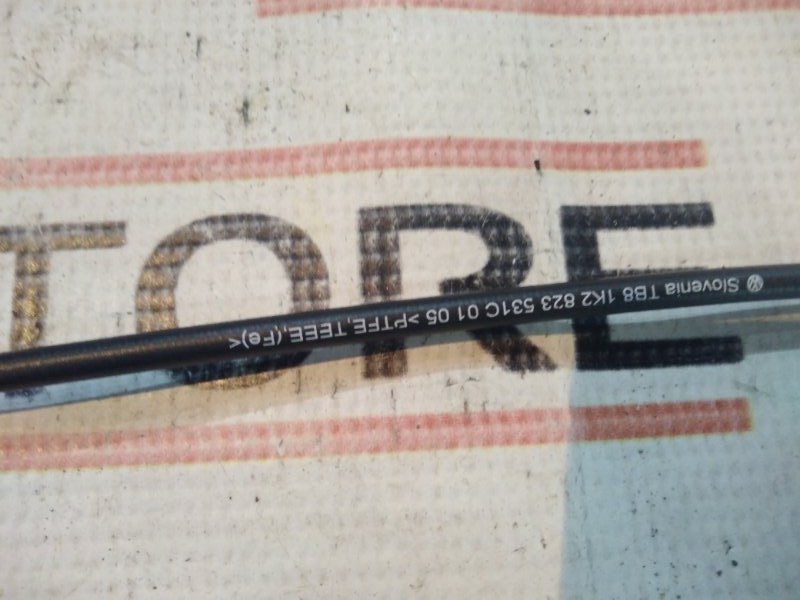 TORE
Slovenia TB8 1K2 823 531C 01 05 >PTFE,TEEE,(Fe)<